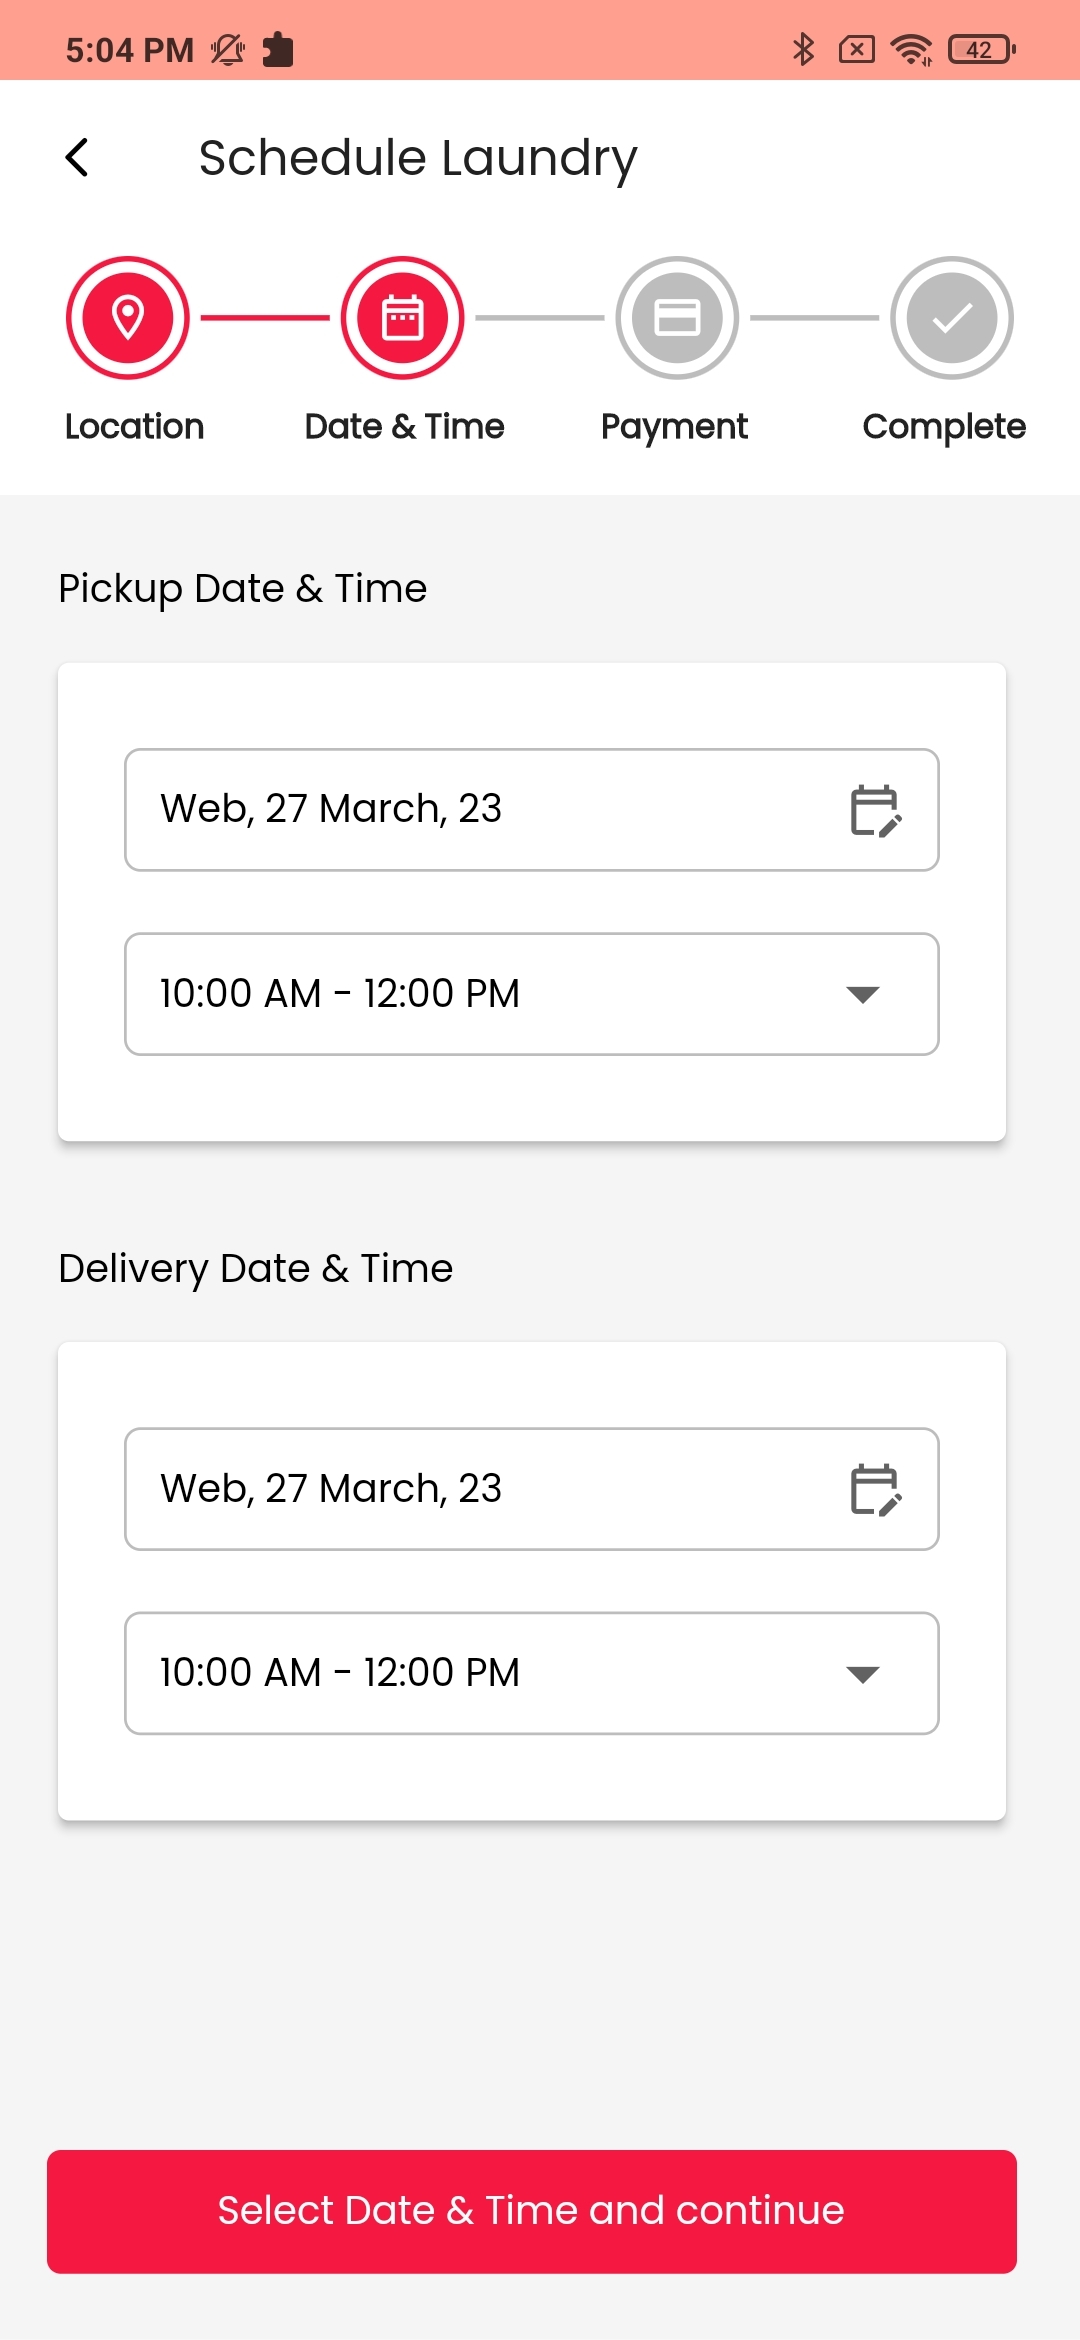 5:04 PM 42
Schedule Laundry
Location Date & Time Payment Complete
Pickup Date & Time
Web, 27 March, 23
10:00 AM - 12:00 PM
Delivery Date & Time
Web, 27 March, 23
10:00 AM - 12:00 PM
Select Date & Time and continue